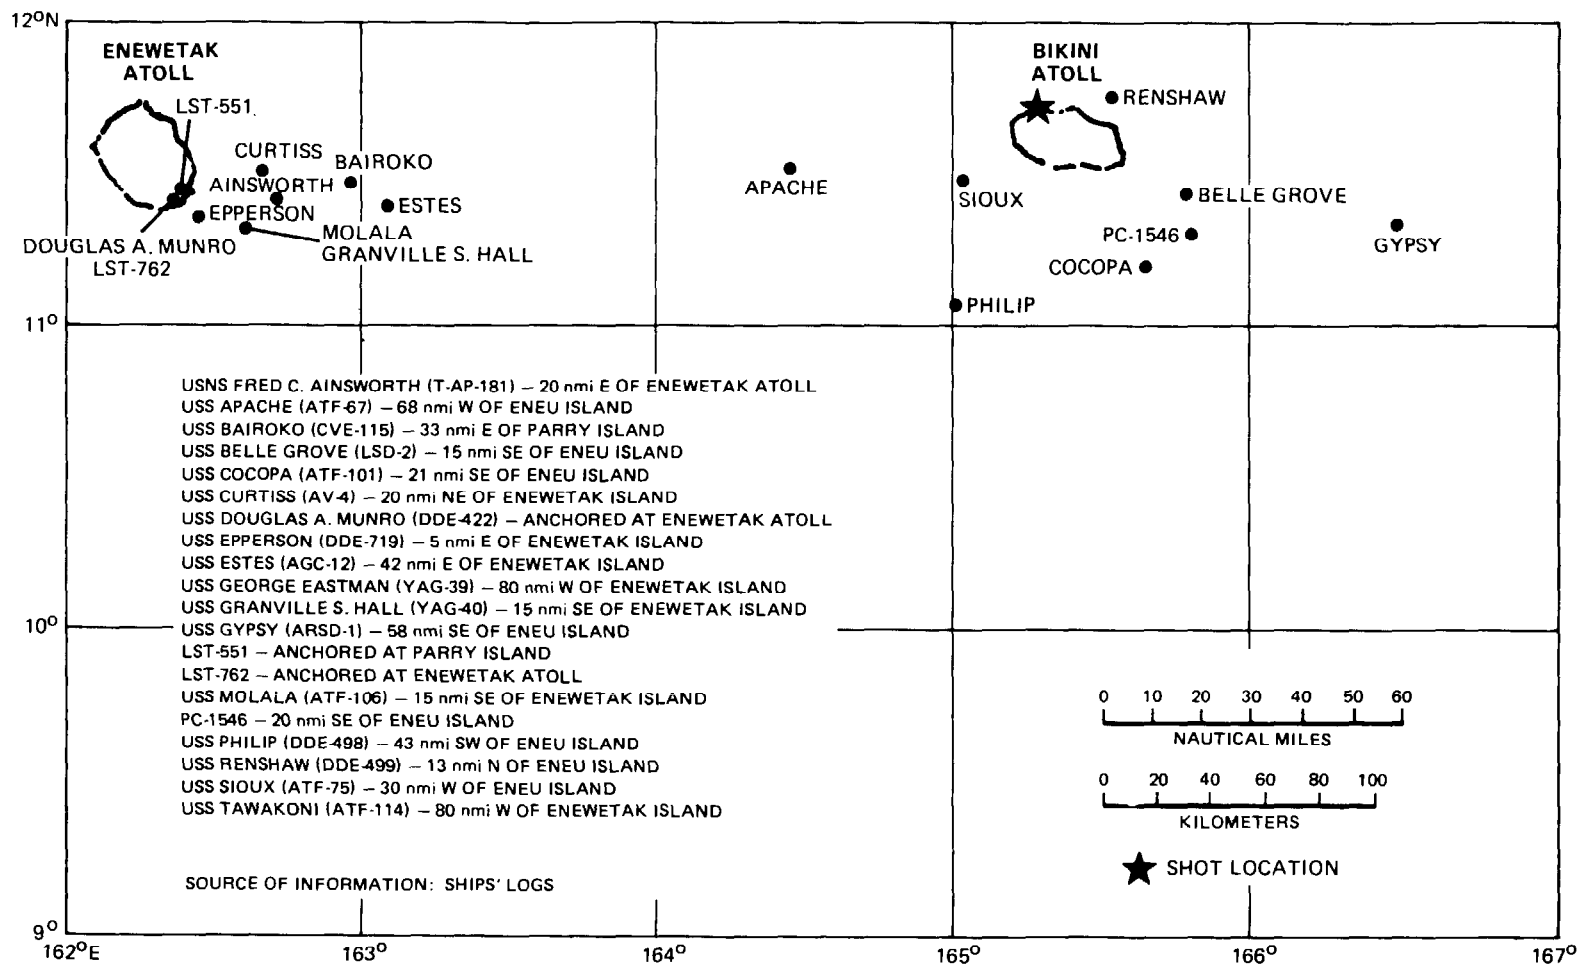 12°N
ENEWETAK
ATOLL
LST-551
CURTISS
BAIROKO
AINSWORTH
EPPERSON
ESTES
DOUGLAS A. MUNRO
LST-762
MOLALA
GRANVILLE S. HALL
APACHE
BIKINI
ATOLL
RENSHAW
SIOUX
BELLE GROVE
PC-1546
COCOPA
GYPSY
PHILIP
11°
USNS FRED C. AINSWORTH (T-AP-181) – 20 nmi E OF ENEWETAK ATOLL
USS APACHE (ATF-67) – 68 nmi W OF ENEU ISLAND
USS BAIROKO (CVE-115) – 33 nmi E OF PARRY ISLAND
USS BELLE GROVE (LSD-2) – 15 nmi SE OF ENEU ISLAND
USS COCOPA (ATF-101) – 21 nmi SE OF ENEU ISLAND
USS CURTISS (AV-4) – 20 nmi NE OF ENEWETAK ISLAND
USS DOUGLAS A. MUNRO (DDE-422) – ANCHORED AT ENEWETAK ATOLL
USS EPPERSON (DDE-719) – 5 nmi E OF ENEWETAK ISLAND
USS ESTES (AGC-12) – 42 nmi E OF ENEWETAK ISLAND
USS GEORGE EASTMAN (YAG-39) – 80 nmi W OF ENEWETAK ISLAND
USS GRANVILLE S. HALL (YAG-40) – 15 nmi SE OF ENEWETAK ISLAND
10°
USS GYPSY (ARSD-1) – 58 nmi SE OF ENEU ISLAND
LST-551 – ANCHORED AT PARRY ISLAND
LST-762 – ANCHORED AT ENEWETAK ATOLL
USS MOLALA (ATF-106) – 15 nmi SE OF ENEWETAK ISLAND
PC-1546 – 20 nmi SE OF ENEU ISLAND
USS PHILIP (DDE-498) – 43 nmi SW OF ENEU ISLAND
USS RENSHAW (DDE-499) – 13 nmi N OF ENEU ISLAND
USS SIOUX (ATF-75) – 30 nmi W OF ENEU ISLAND
USS TAWAKONI (ATF-114) – 80 nmi W OF ENEWETAK ISLAND
SOURCE OF INFORMATION: SHIPS' LOGS
0 10 20 30 40 50 60
NAUTICAL MILES
0 20 40 60 80 100
KILOMETERS
SHOT LOCATION
9°
162°E 163° 164° 165° 166° 167°